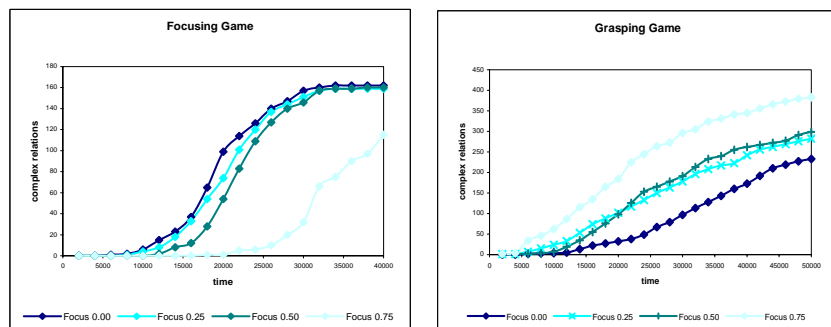 Focusing Game
180
160
140
120
100
80
60
40
20
0
complex relations
0 5000 10000 15000 20000 25000 30000 35000 40000
time
Focus 0.00 Focus 0.25 Focus 0.50 Focus 0.75
Grasping Game
450
400
350
300
250
200
150
100
50
0
complex relations
0 5000 10000 15000 20000 25000 30000 35000 40000 45000 50000
time
Focus 0.00 Focus 0.25 Focus 0.50 Focus 0.75